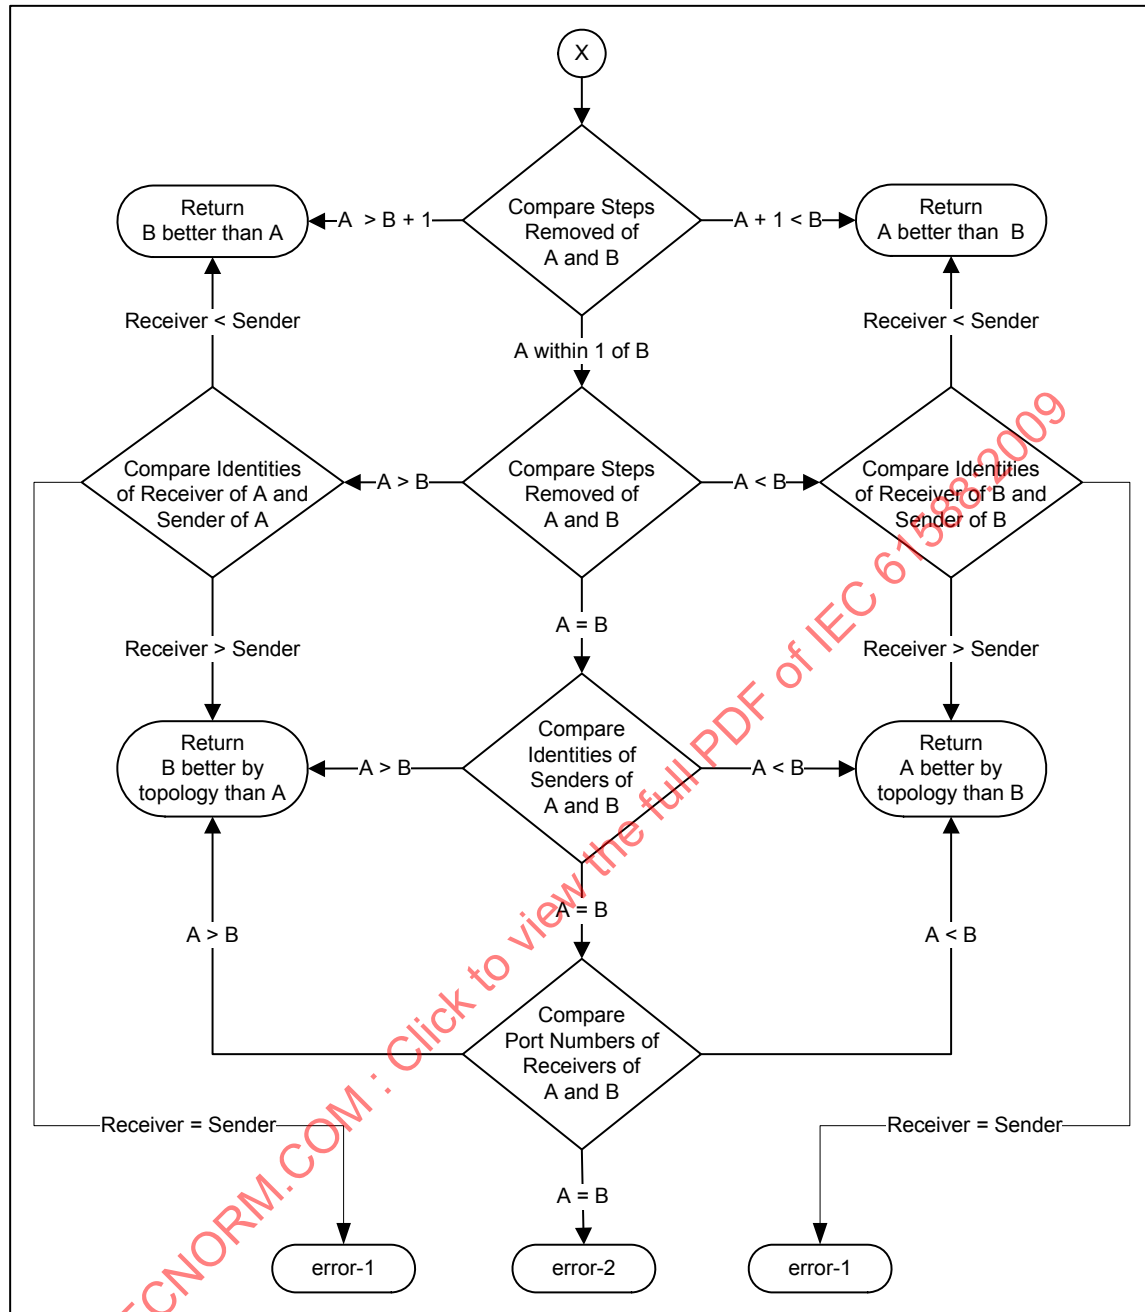 X
Compare Steps
Removed of
A and B
A > B + 1
A + 1 < B
Return
B better than A
Return
A better than B
Receiver < Sender
Receiver < Sender
A within 1 of B
Compare Identities
of Receiver of A and
Sender of A
A > B
Compare Steps
Removed of
A and B
A < B
Compare Identities
of Receiver of B and
Sender of B
A = B
Receiver > Sender
Receiver > Sender
Return
B better by
topology than A
A > B
Compare
Identities of
Senders of
A and B
A < B
Return
A better by
topology than B
A = B
A > B
A < B
Compare
Port Numbers of
Receivers of
A and B
Receiver = Sender
Receiver = Sender
A = B
error-1
error-2
error-1
ECNORM.COM : Click to view the full PDF of IEC 61588:2009